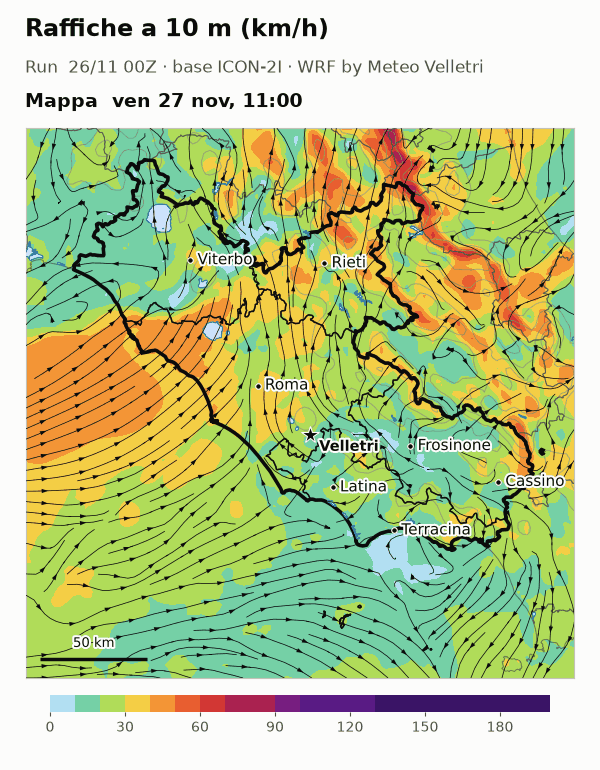 Raffiche a 10 m (km/h)
Run  26/11 00Z · base ICON-2I · WRF by Meteo Velletri
Mappa  ven 27 nov, 11:00
Viterbo
Rieti
Roma
Velletri
Frosinone
Cassino
Latina
Terracina
50 km
0 30 60 90 120 150 180